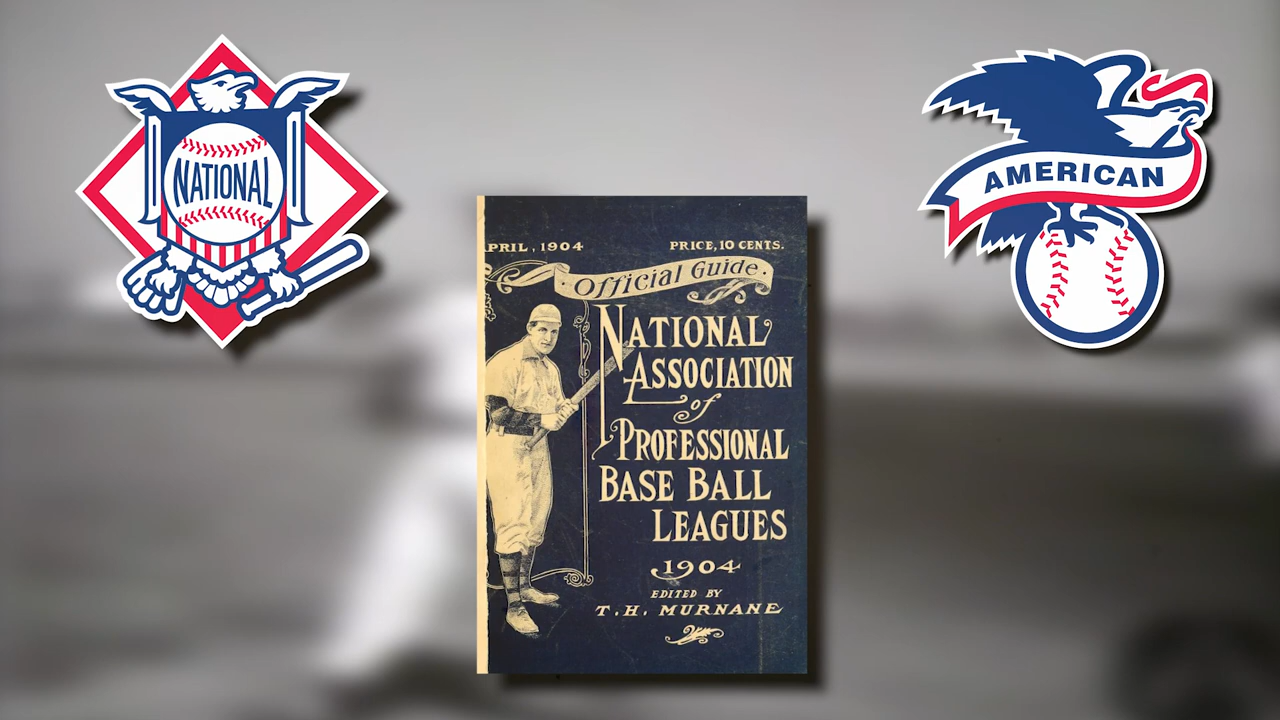 NATIONAL
AMERICAN
PRIL, 1904 PRICE, 10 CENTS.
Official Guide.
NATIONAL
ASSOCIATION
of
PROFESSIONAL
BASE BALL
LEAGUES
1904
EDITED BY
T.H. MURNANE